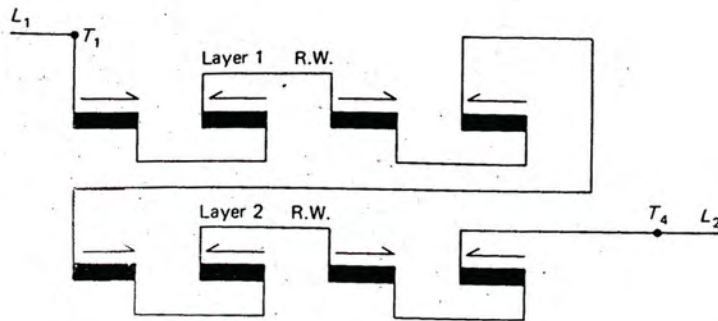 L₁
T₁
Layer 1 R.W.
Layer 2 R.W.
T₄
L₂